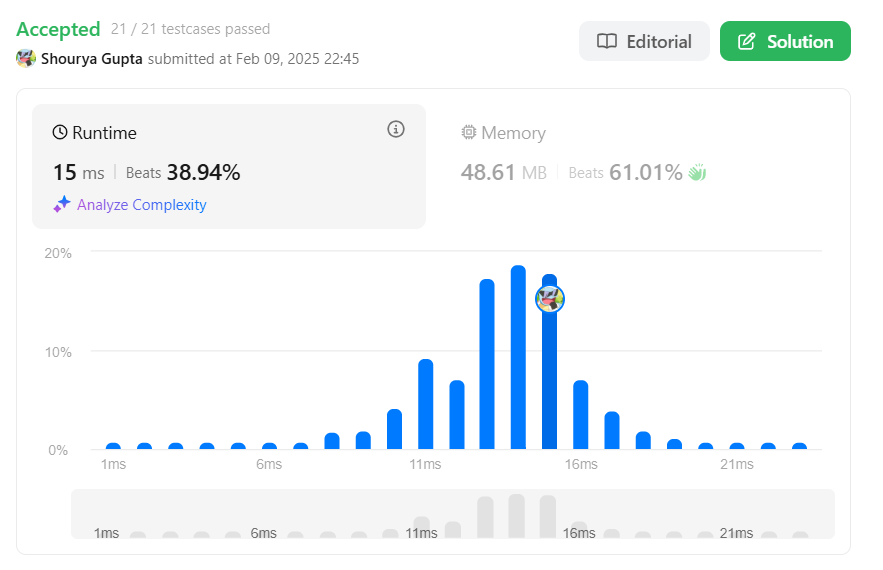 Accepted 21 / 21 testcases passed
Editorial
Solution
Shourya Gupta submitted at Feb 09, 2025 22:45
Runtime
15 ms | Beats 38.94%
Analyze Complexity
Memory
48.61 MB | Beats 61.01%
20%
10%
0%
1ms 6ms 11ms 16ms 21ms
1ms 6ms 11ms 16ms 21ms